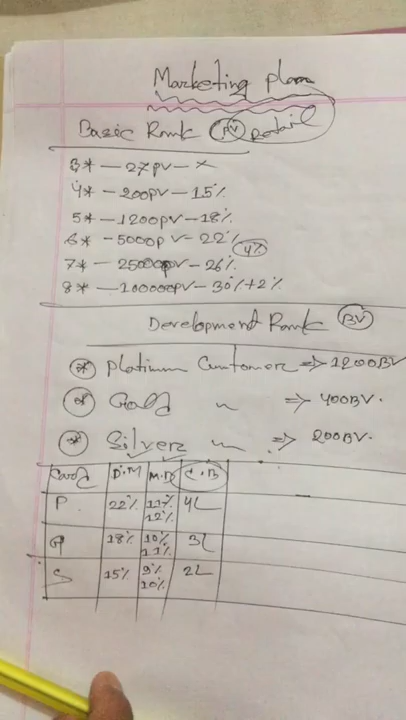 Marketing plan
Basic Rank PV Retail
3* — 27pv — x
4* — 200pv — 15%
5* — 1200pv — 18%
6* — 5000pv — 22%
4%
7* — 25000pv — 26%
8* — 100000pv — 30%+2%
Development Rank BV
* Platinum Customer => 1200BV
* Gold " => 400BV.
* Silver " => 200BV.
Card D.M M.D C.B
P 22% 11% 12% 4L
G 18% 10% 11% 3L
S 15% 9% 10% 2L